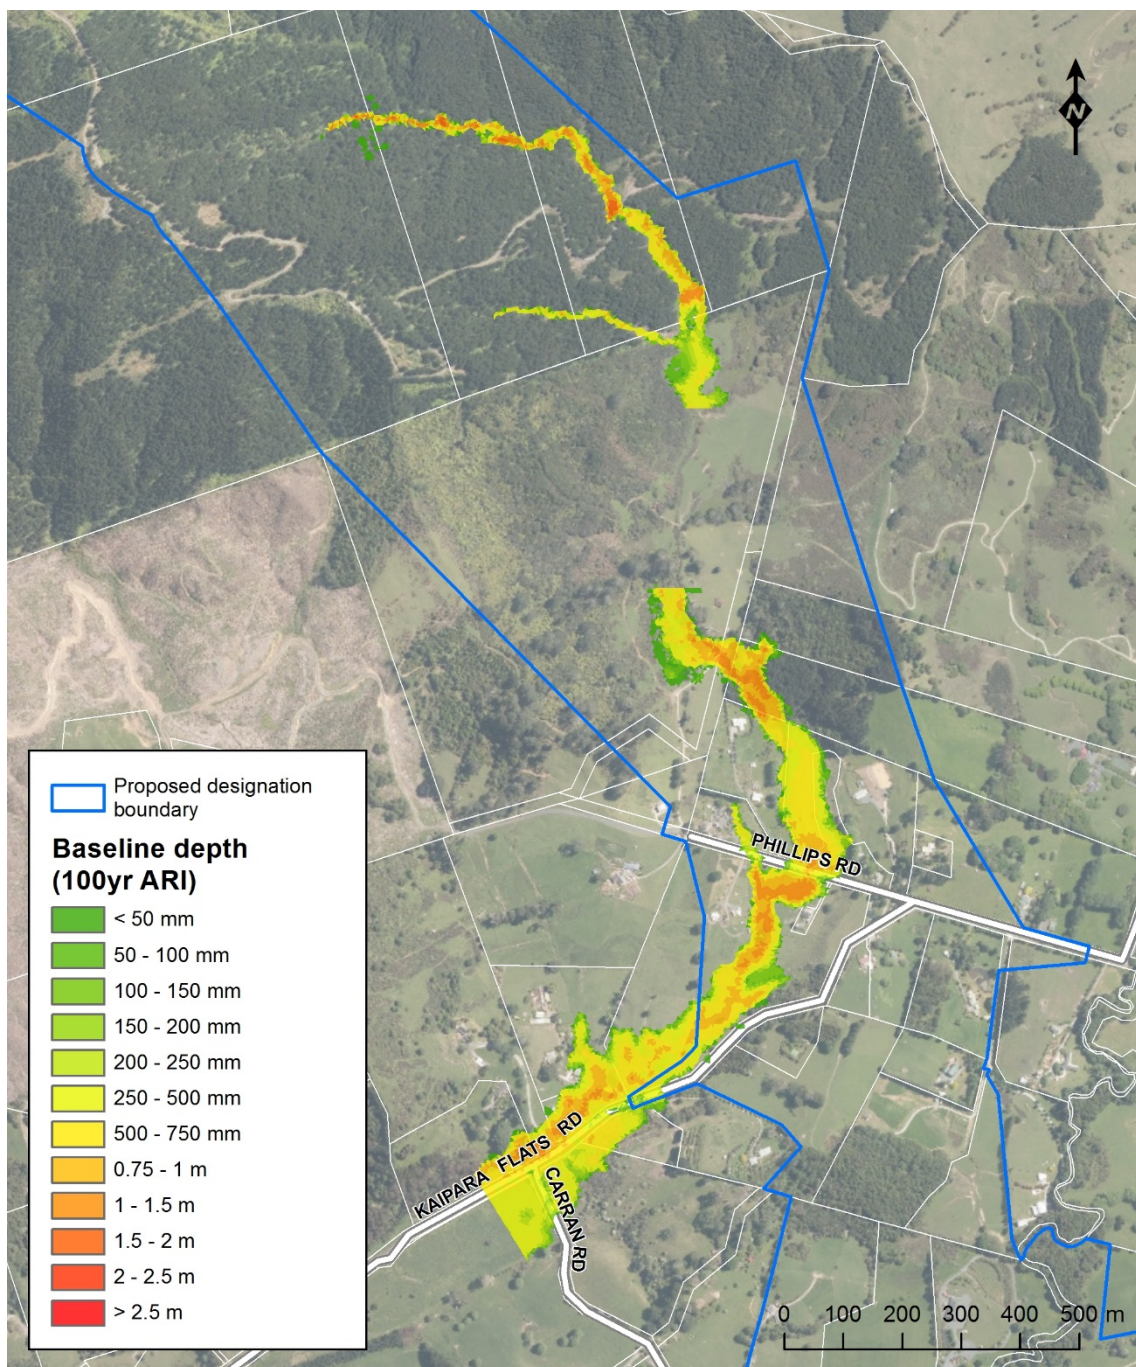 N
Proposed designation
boundary
Baseline depth
(100yr ARI)
< 50 mm
50 - 100 mm
100 - 150 mm
150 - 200 mm
200 - 250 mm
250 - 500 mm
500 - 750 mm
0.75 - 1 m
1 - 1.5 m
1.5 - 2 m
2 - 2.5 m
> 2.5 m
PHILLIPS RD
KAIPARA FLATS RD
CARRAN RD
0 100 200 300 400 500 m